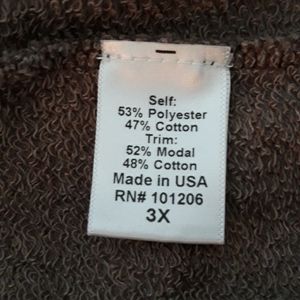 Self:
53% Polyester
47% Cotton
Trim:
52% Modal
48% Cotton
Made in USA
RN# 101206
3X